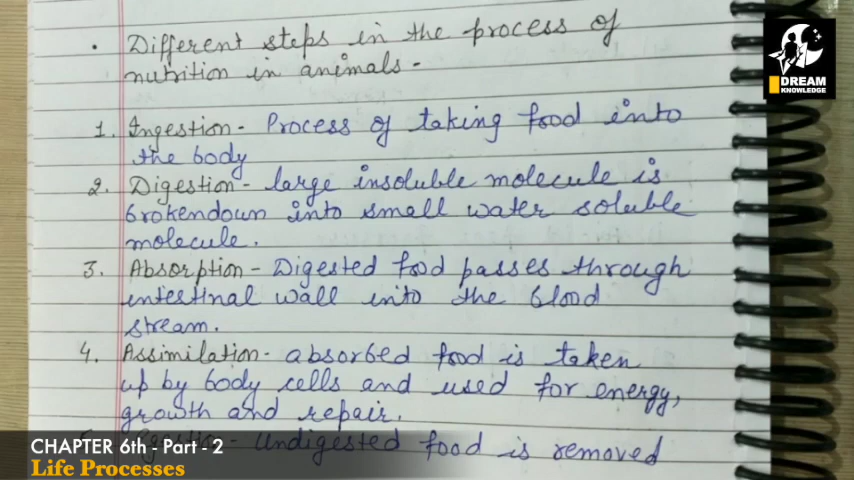 • Different steps in the process of
nutrition in animals -
1. Ingestion - Process of taking food into
the body
2. Digestion - large insoluble molecule is
brokendown into small water soluble
molecule.
3. Absorption - Digested food passes through
intestinal wall into the blood
stream.
4. Assimilation - absorbed food is taken
up by body cells and used for energy,
growth and repair.
Undigested food is removed
DREAM
KNOWLEDGE
CHAPTER 6th - Part - 2
Life Processes